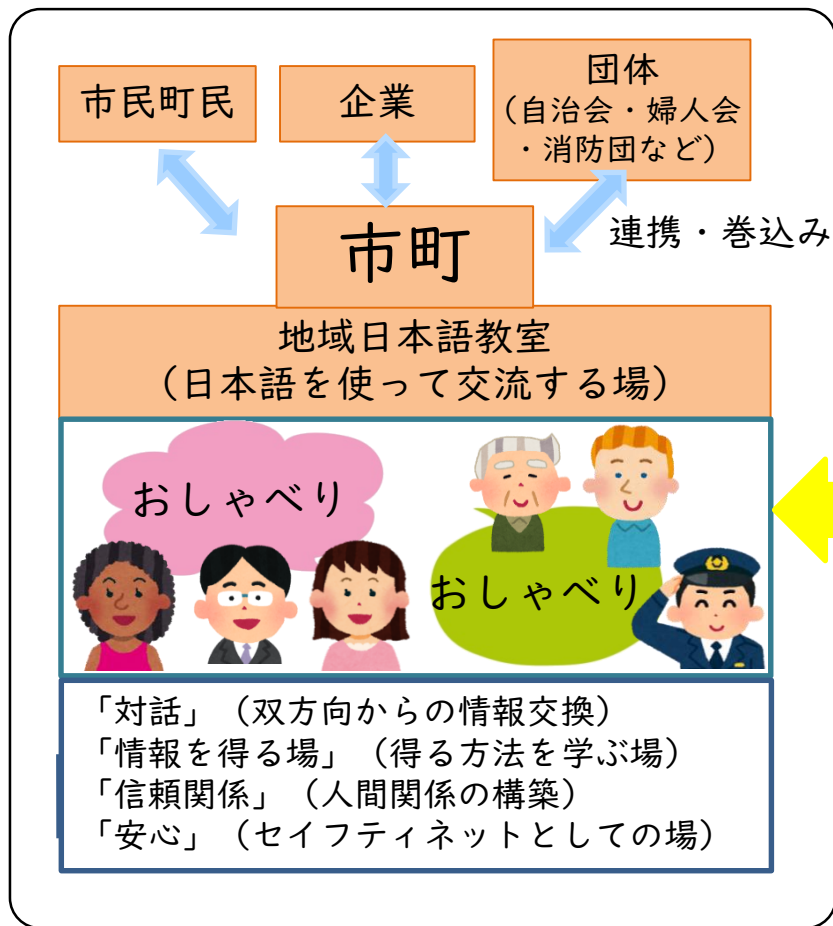 市民町民
企業
団体
（自治会・婦人会
・消防団など）
市町
連携・巻込み
地域日本語教室
（日本語を使って交流する場）
おしゃべり
おしゃべり
「対話」（双方向からの情報交換）
「情報を得る場」（得る方法を学ぶ場）
「信頼関係」（人間関係の構築）
「安心」（セイフティネットとしての場）